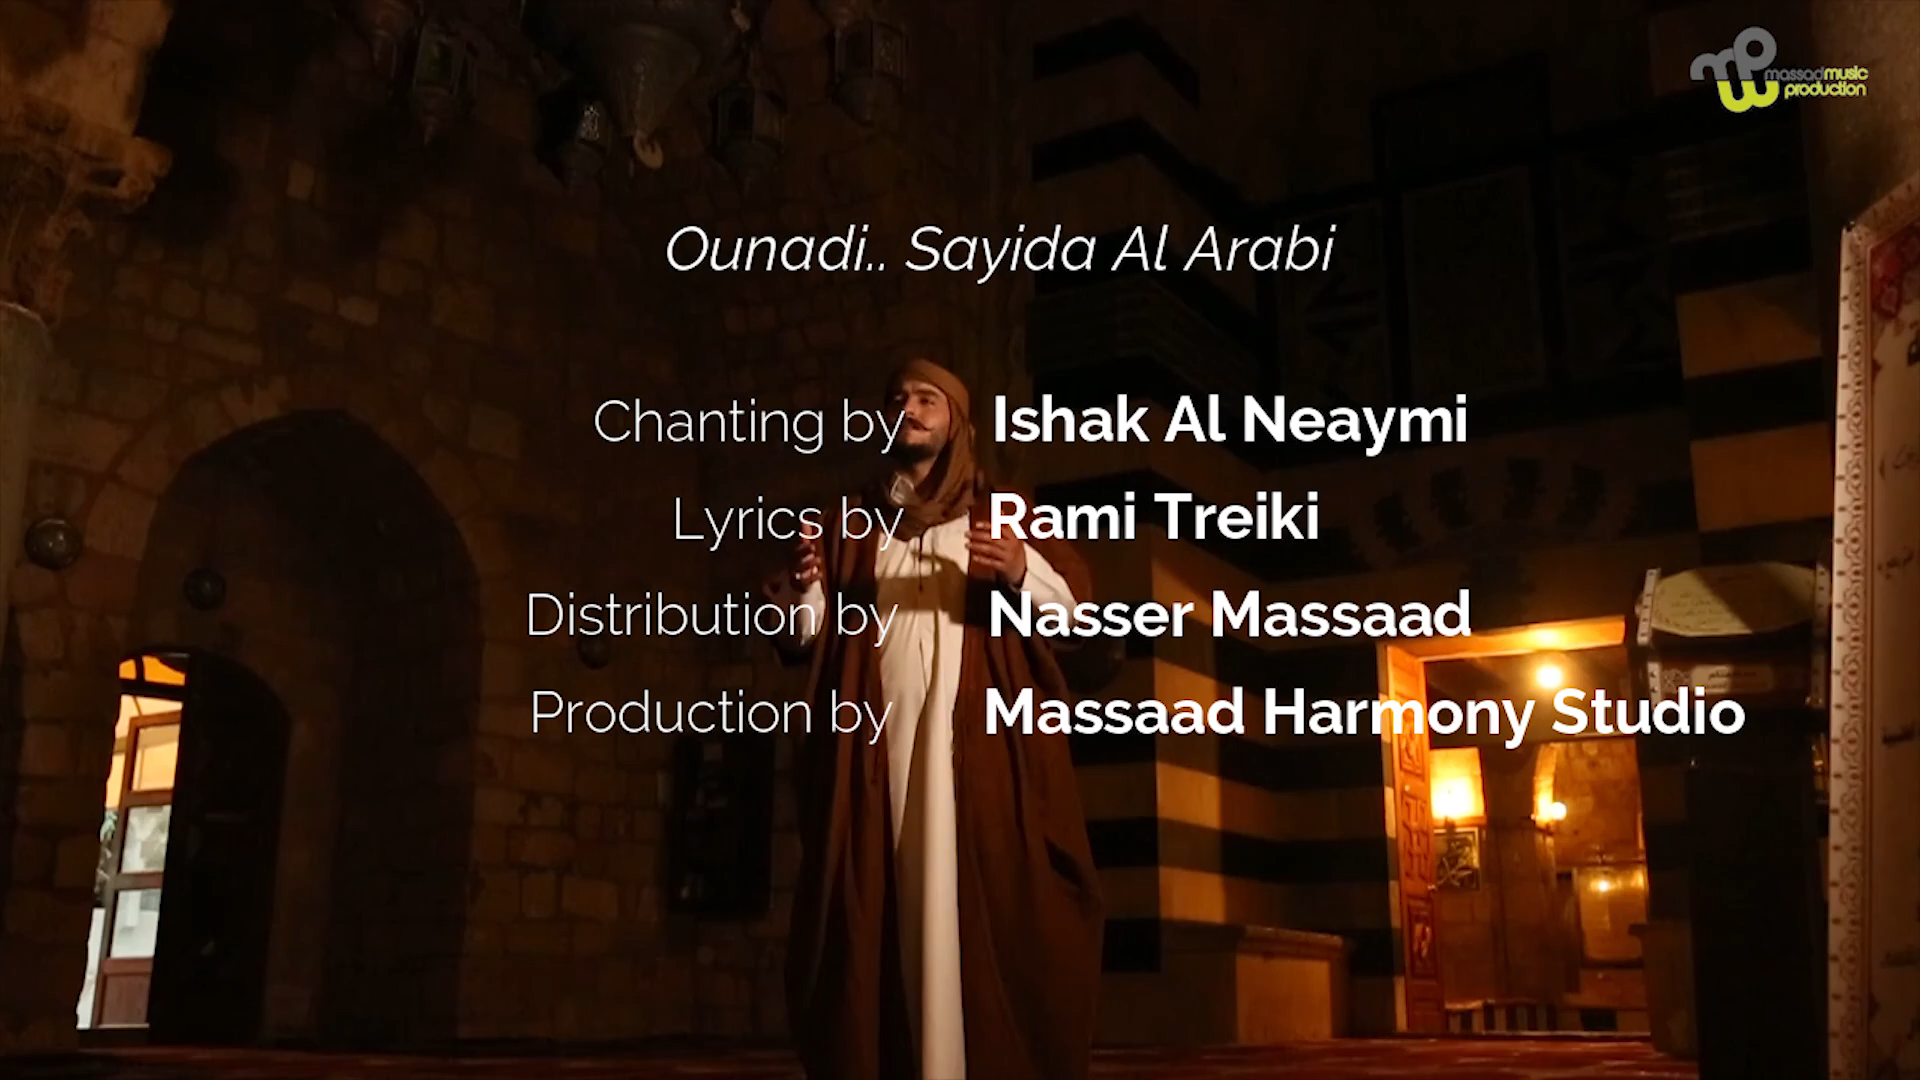 massadmusic
production
Ounadi.. Sayida Al Arabi
Chanting by Ishak Al Neaymi
Lyrics by Rami Treiki
Distribution by Nasser Massaad
Production by Massaad Harmony Studio